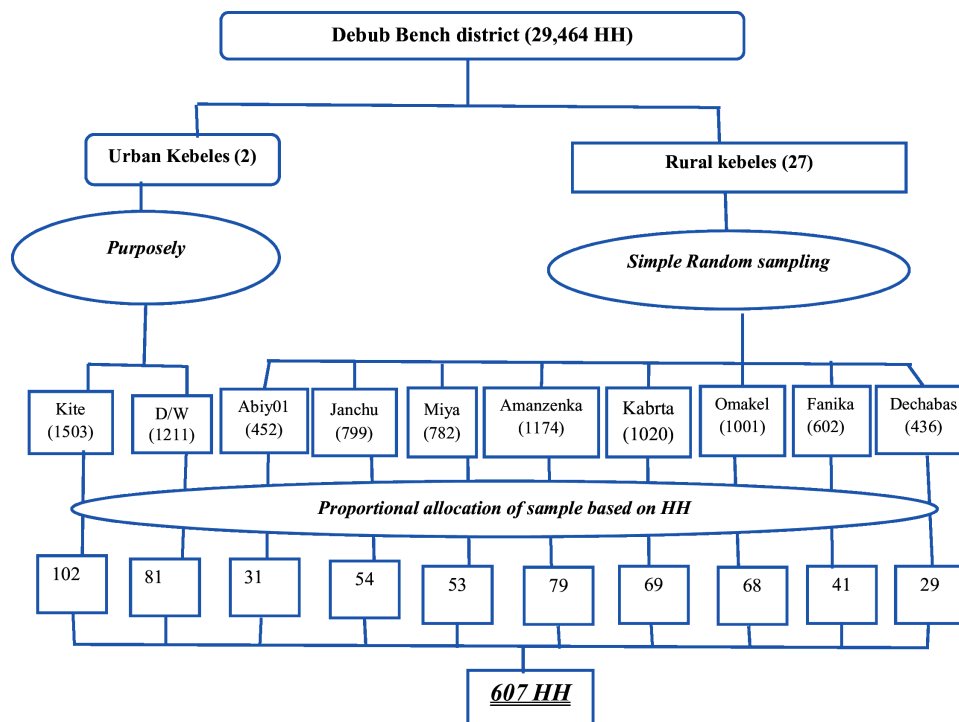 Debub Bench district (29,464 HH)
Urban Kebeles (2)
Rural kebeles (27)
Purposely
Simple Random sampling
Kite
(1503)
D/W
(1211)
Abiy01
(452)
Janchu
(799)
Miya
(782)
Amanzenka
(1174)
Kabrta
(1020)
Omakel
(1001)
Fanika
(602)
Dechabas
(436)
Proportional allocation of sample based on HH
102
81
31
54
53
79
69
68
41
29
607 HH